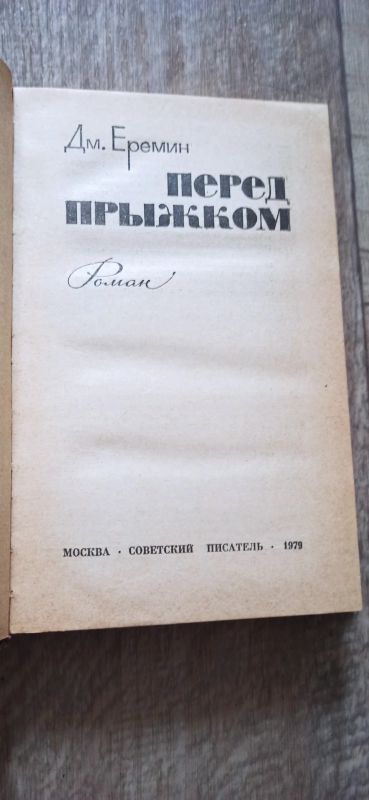 Дм. Еремин
ПЕРЕД
ПРЫЖКОМ
Роман
МОСКВА · СОВЕТСКИЙ ПИСАТЕЛЬ · 1979